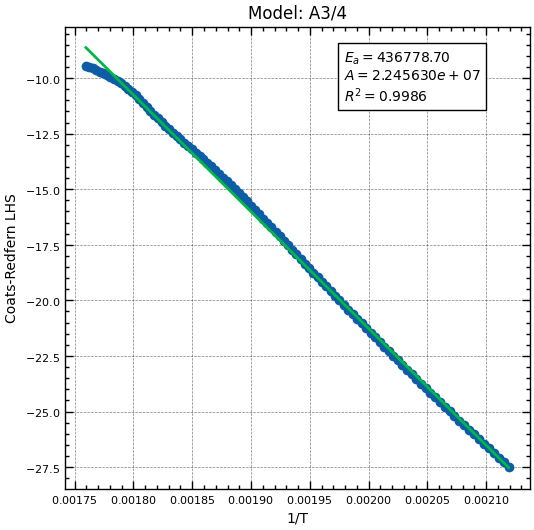 Model: A3/4
Eₐ = 436778.70
A = 2.245630e + 07
R² = 0.9986
−10.0
−12.5
−15.0
−17.5
−20.0
−22.5
−25.0
−27.5
Coats-Redfern LHS
0.00175 0.00180 0.00185 0.00190 0.00195 0.00200 0.00205 0.00210
1/T